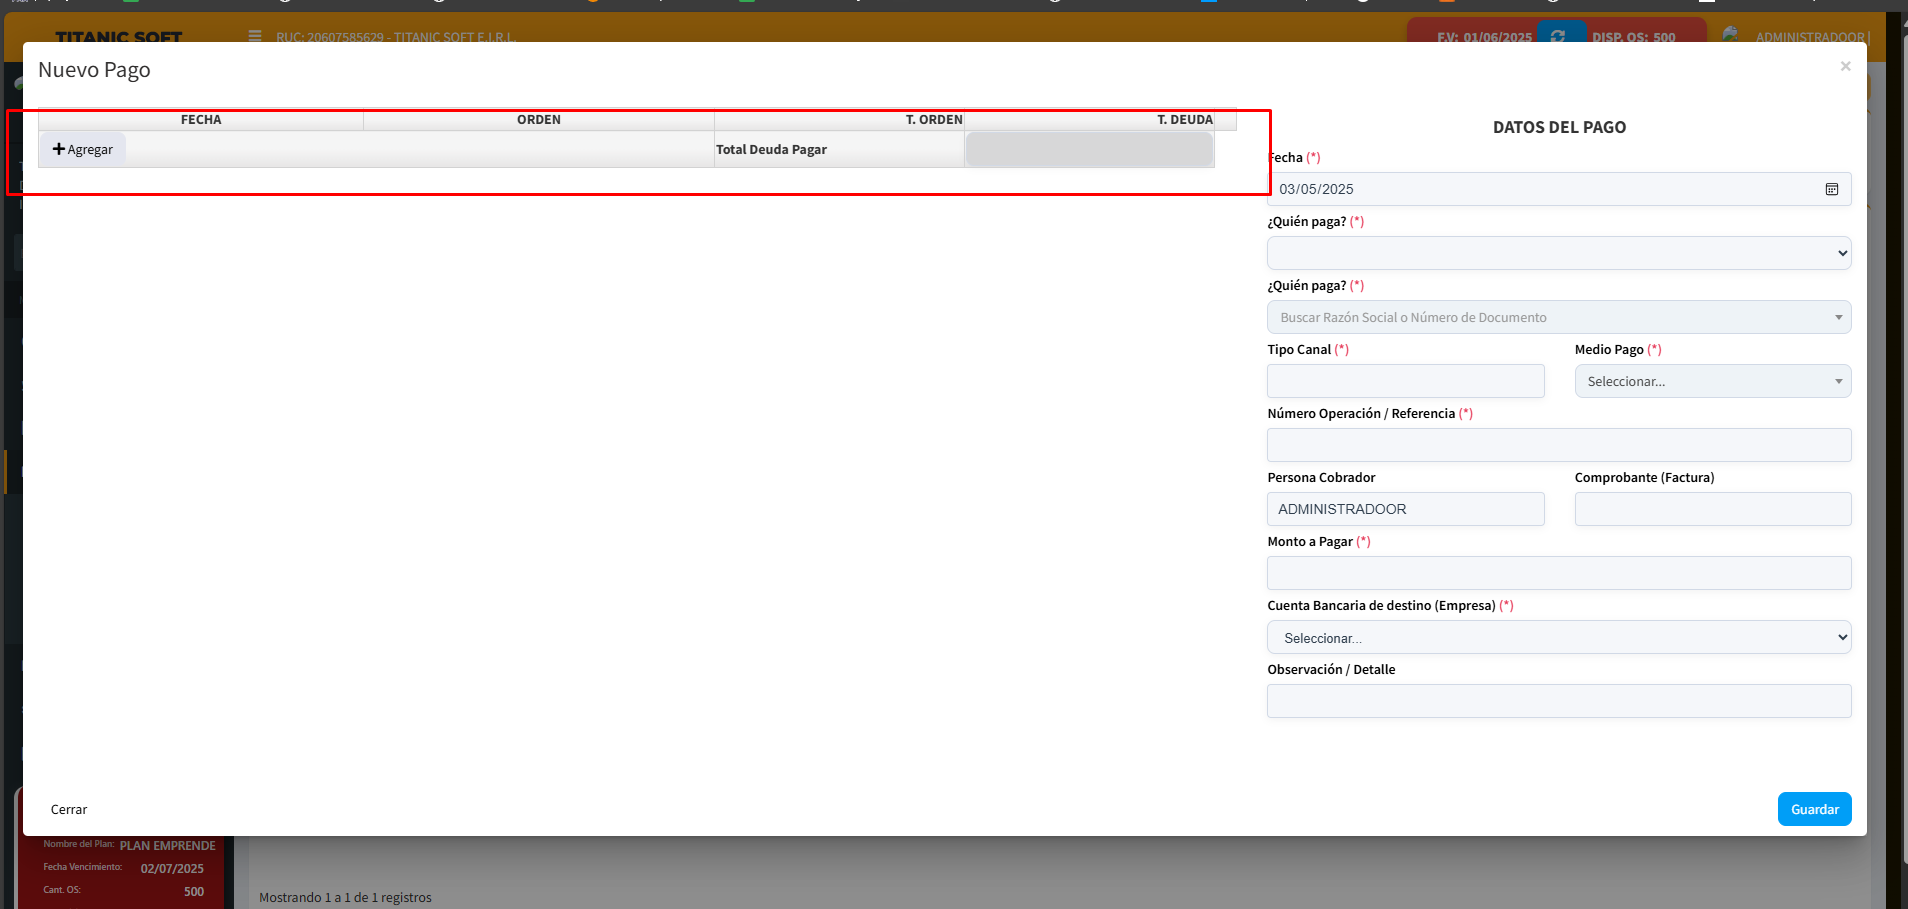 TITANIC SOFT
RUC: 20607585629 - TITANIC SOFT E.I.R.L.
F.V: 01/06/2025
DISP. OS: 500
ADMINISTRADOOR |
Nuevo Pago
×
FECHA ORDEN T. ORDEN T. DEUDA
Agregar
Total Deuda Pagar
DATOS DEL PAGO
Fecha (*)
03/05/2025
¿Quién paga? (*)
¿Quién paga? (*)
Buscar Razón Social o Número de Documento
Tipo Canal (*)
Medio Pago (*)
Seleccionar...
Número Operación / Referencia (*)
Persona Cobrador
Comprobante (Factura)
ADMINISTRADOOR
Monto a Pagar (*)
Cuenta Bancaria de destino (Empresa) (*)
Seleccionar...
Observación / Detalle
Cerrar
Guardar
Nombre del Plan: PLAN EMPRENDE
Fecha Vencimiento: 02/07/2025
Cant. OS: 500
Mostrando 1 a 1 de 1 registros